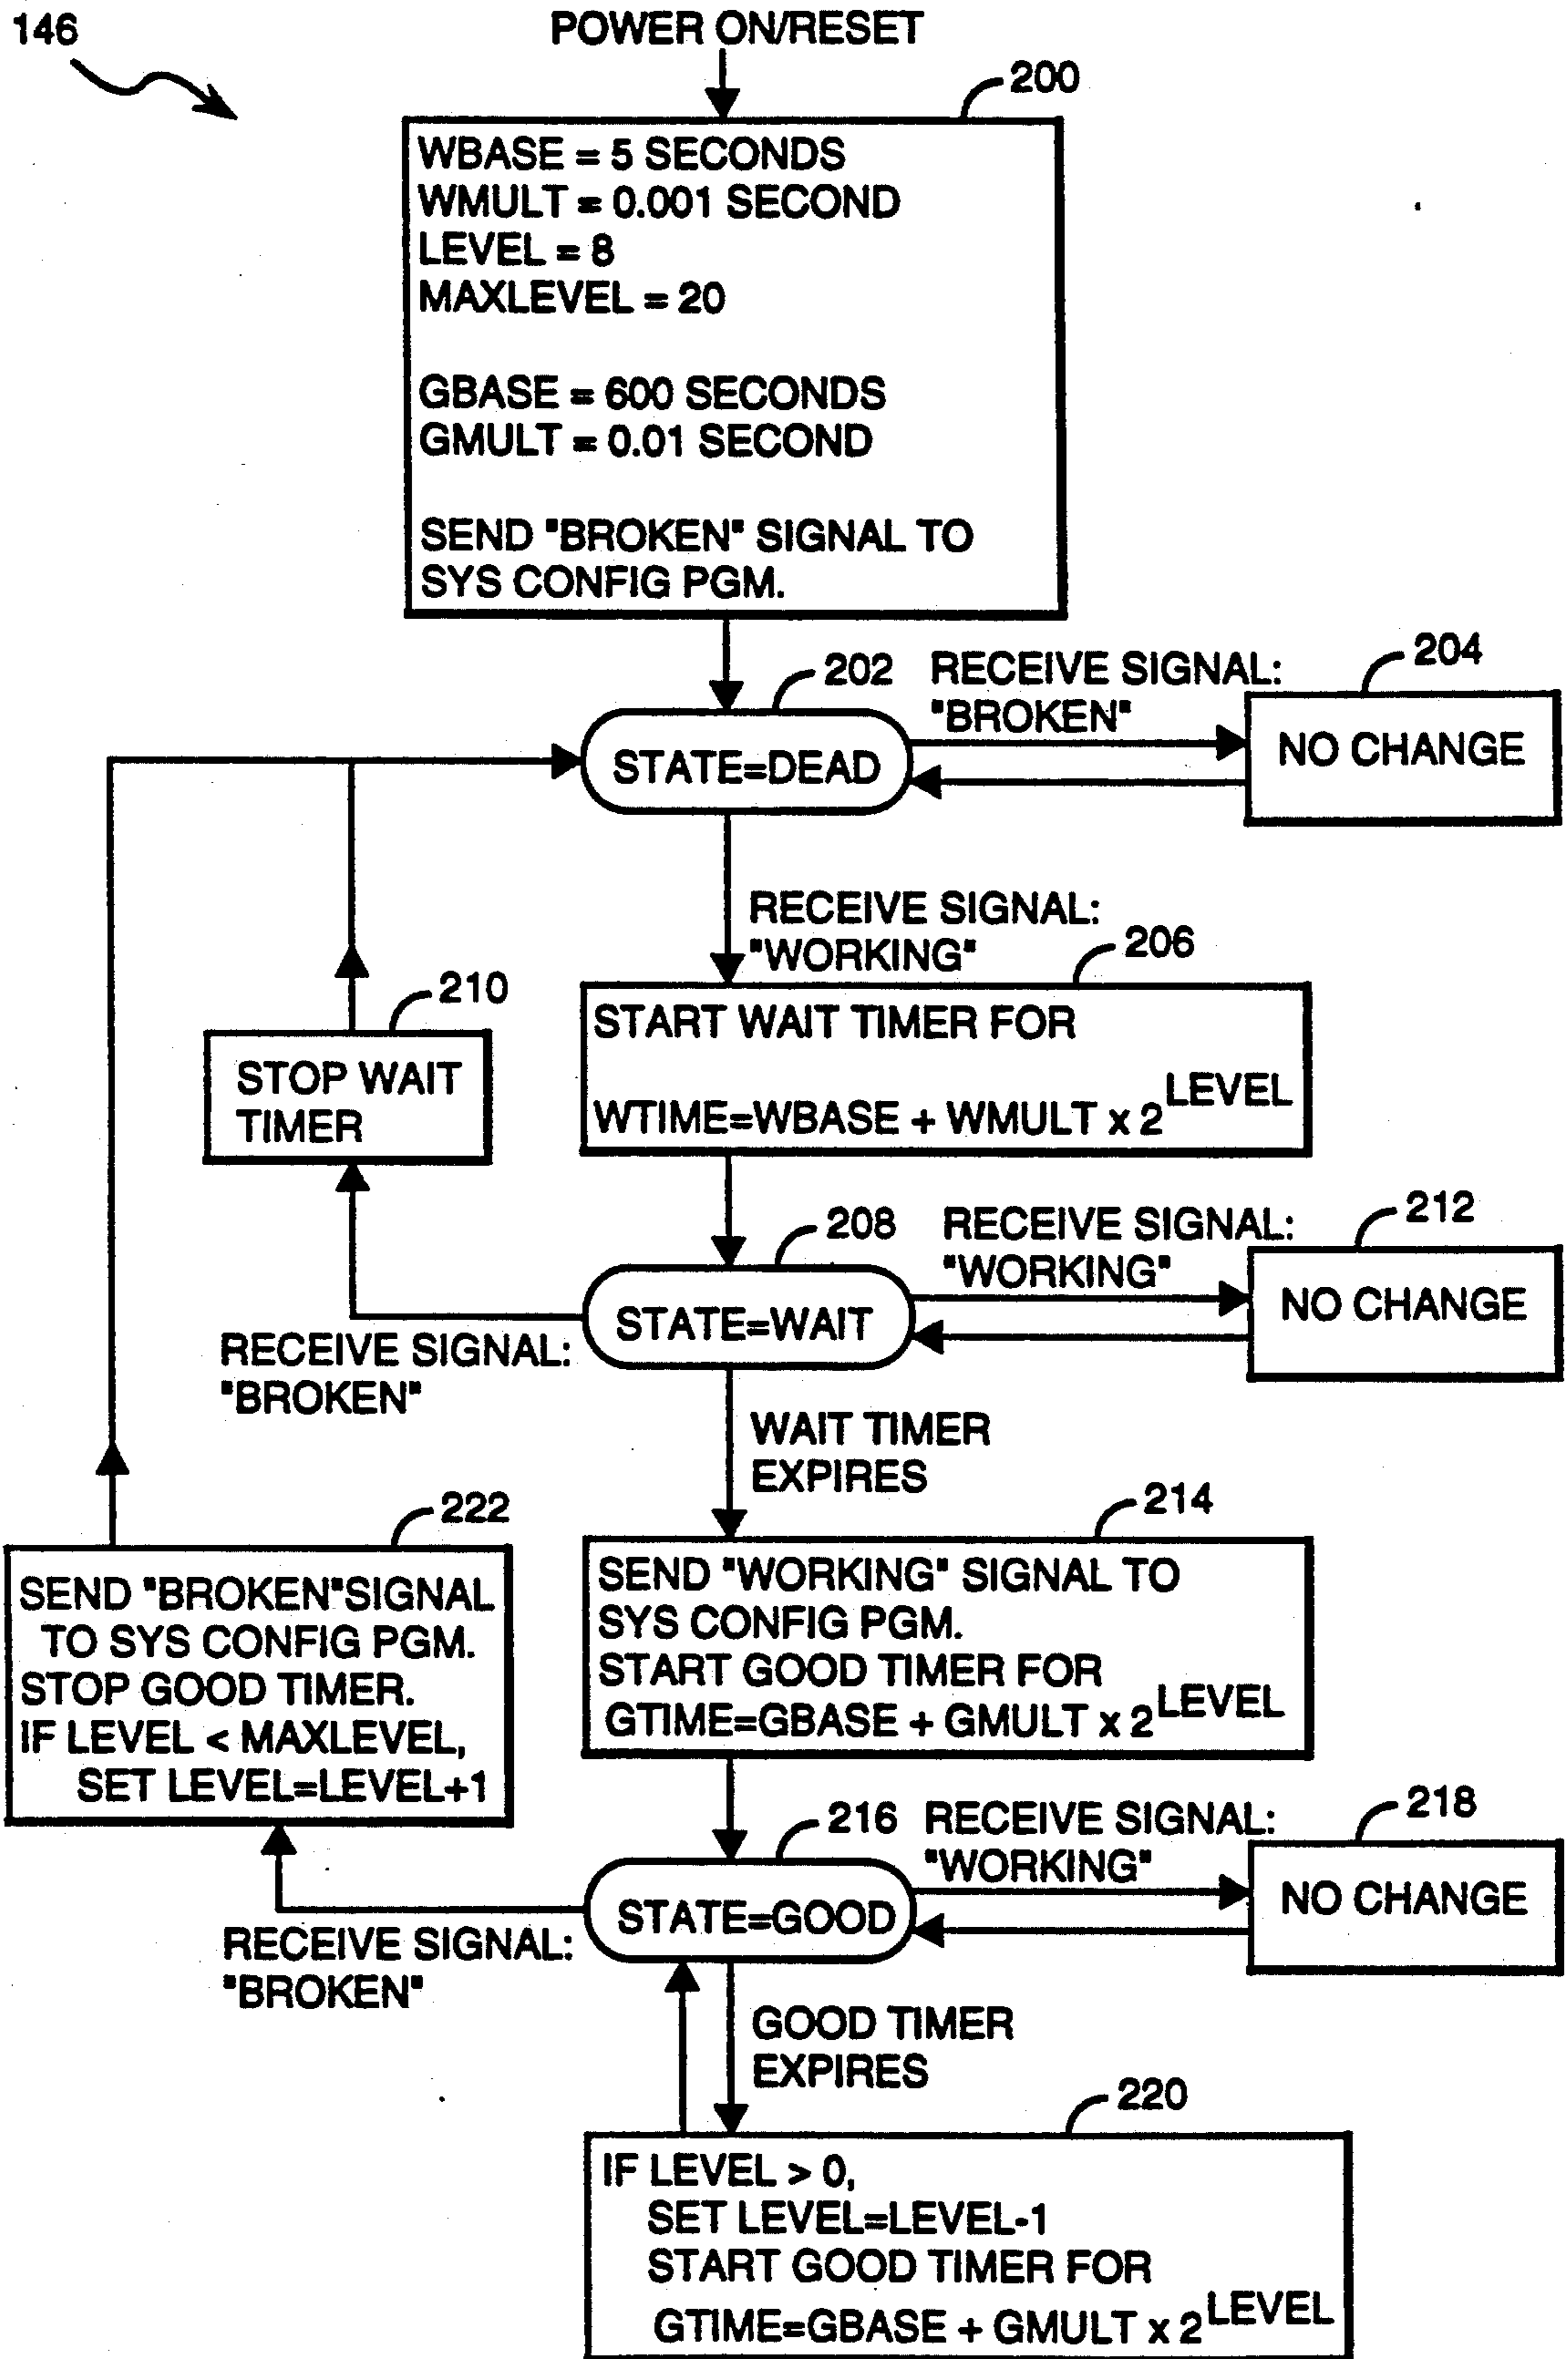 146
POWER ON/RESET
200
WBASE = 5 SECONDS
WMULT = 0.001 SECOND
LEVEL = 8
MAXLEVEL = 20
GBASE = 600 SECONDS
GMULT = 0.01 SECOND
SEND "BROKEN" SIGNAL TO
SYS CONFIG PGM.
202
STATE=DEAD
RECEIVE SIGNAL:
"BROKEN"
204
NO CHANGE
RECEIVE SIGNAL:
"WORKING"
206
START WAIT TIMER FOR
WTIME=WBASE + WMULT x 2^LEVEL
210
STOP WAIT
TIMER
208
STATE=WAIT
RECEIVE SIGNAL:
"WORKING"
212
NO CHANGE
RECEIVE SIGNAL:
"BROKEN"
WAIT TIMER
EXPIRES
214
SEND "WORKING" SIGNAL TO
SYS CONFIG PGM.
START GOOD TIMER FOR
GTIME=GBASE + GMULT x 2^LEVEL
222
SEND "BROKEN"SIGNAL
TO SYS CONFIG PGM.
STOP GOOD TIMER.
IF LEVEL < MAXLEVEL,
SET LEVEL=LEVEL+1
216
STATE=GOOD
RECEIVE SIGNAL:
"WORKING"
218
NO CHANGE
RECEIVE SIGNAL:
"BROKEN"
GOOD TIMER
EXPIRES
220
IF LEVEL > 0,
SET LEVEL=LEVEL-1
START GOOD TIMER FOR
GTIME=GBASE + GMULT x 2^LEVEL